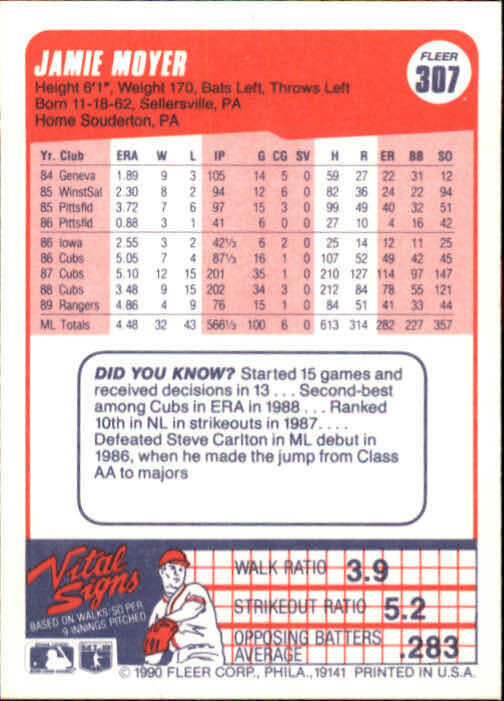 JAMIE MOYER
FLEER
307
Height 6'1", Weight 170, Bats Left, Throws Left
Born 11-18-62, Sellersville, PA
Home Souderton, PA
Yr. Club ERA W L IP G CG SV H R ER BB SO
84 Geneva 1.89 9 3 105 14 5 0 59 27 22 31 12
85 WinstSal 2.30 8 2 94 12 6 0 82 36 24 22 94
85 Pittsfld 3.72 7 6 97 15 3 0 99 49 40 32 51
86 Pittsfld 0.88 3 1 41 6 0 0 27 10 4 16 42
86 Iowa 2.55 3 2 42⅓ 6 2 0 25 14 12 11 25
86 Cubs 5.05 7 4 87⅓ 16 1 0 107 52 49 42 45
87 Cubs 5.10 12 15 201 35 1 0 210 127 114 97 147
88 Cubs 3.48 9 15 202 34 3 0 212 84 78 55 121
89 Rangers 4.86 4 9 76 15 1 0 84 51 41 33 44
ML Totals 4.48 32 43 566⅓ 100 6 0 613 314 282 227 357
DID YOU KNOW? Started 15 games and
received decisions in 13 . . . Second-best
among Cubs in ERA in 1988 . . . Ranked
10th in NL in strikeouts in 1987. . . .
Defeated Steve Carlton in ML debut in
1986, when he made the jump from Class
AA to majors
Vital
Signs
BASED ON WALKS: SO PER
9 INNINGS PITCHED
WALK RATIO 3.9
STRIKEOUT RATIO 5.2
OPPOSING BATTERS
AVERAGE .283
© 1990 FLEER CORP., PHILA., 19141 PRINTED IN U.S.A.